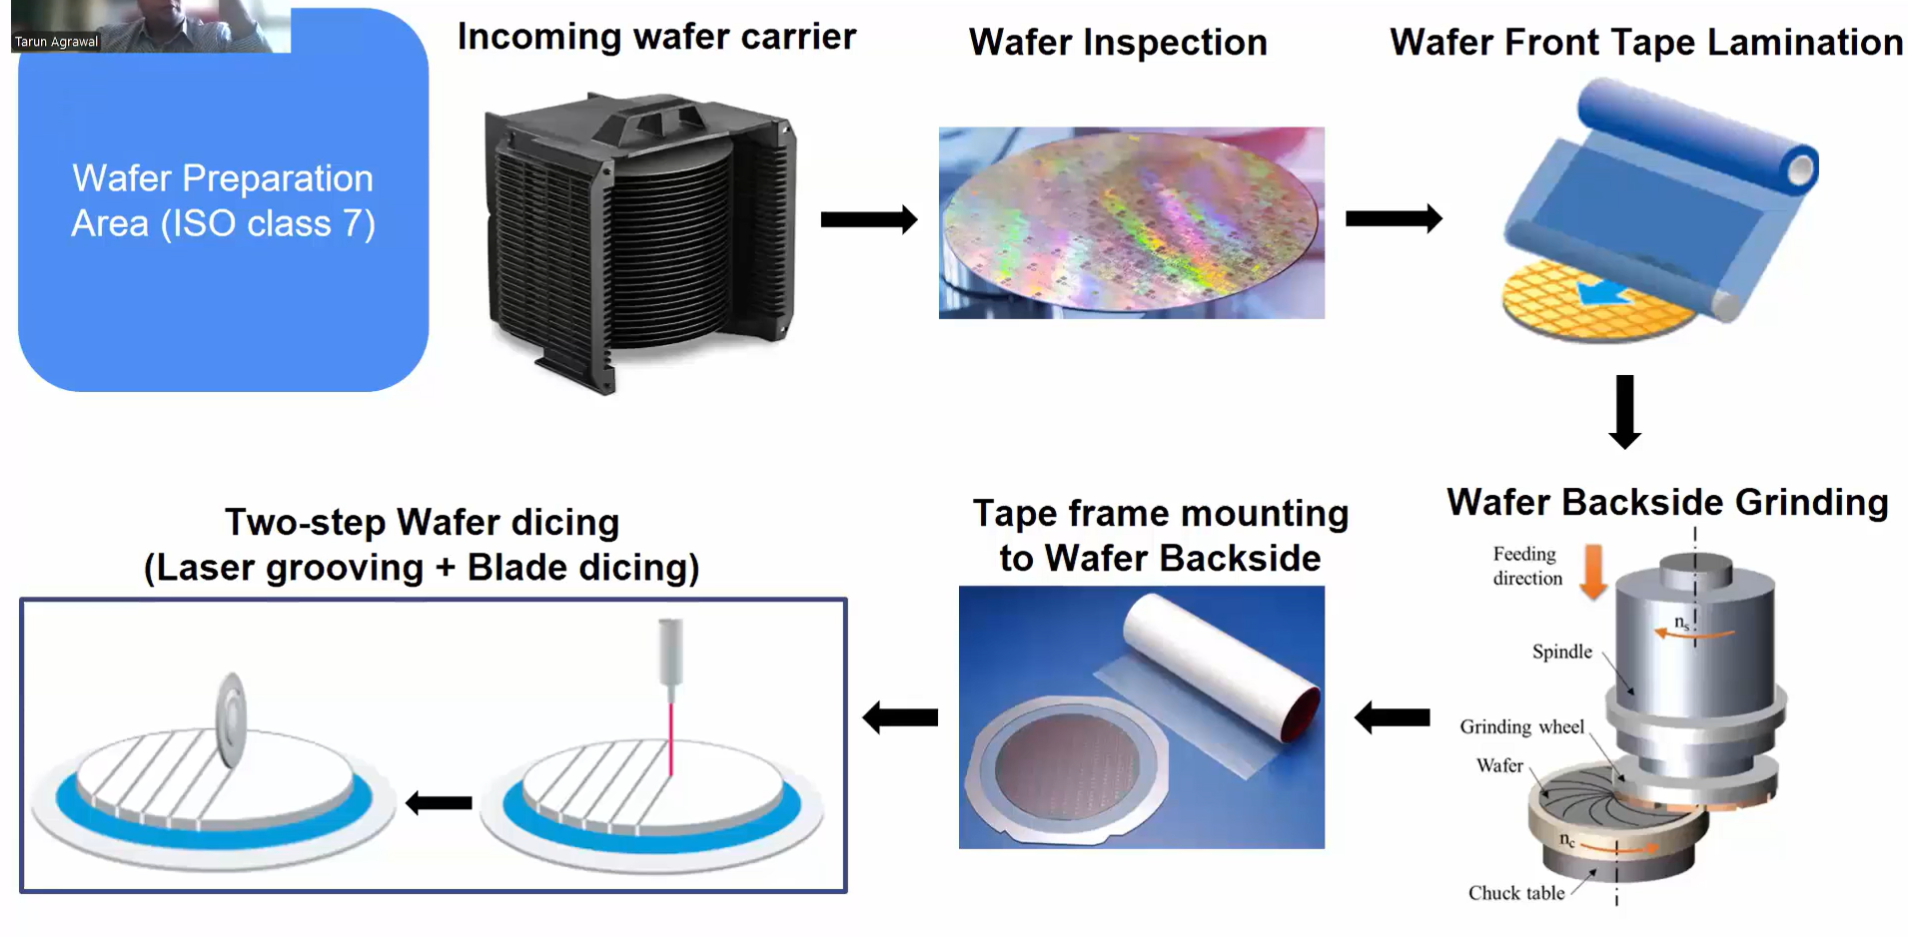 Tarun Agrawal
Wafer Preparation
Area (ISO class 7)
Incoming wafer carrier
Wafer Inspection
Wafer Front Tape Lamination
Wafer Backside Grinding
Feeding
direction
ns
Spindle
Grinding wheel
Wafer
nc
Chuck table
Tape frame mounting
to Wafer Backside
Two-step Wafer dicing
(Laser grooving + Blade dicing)